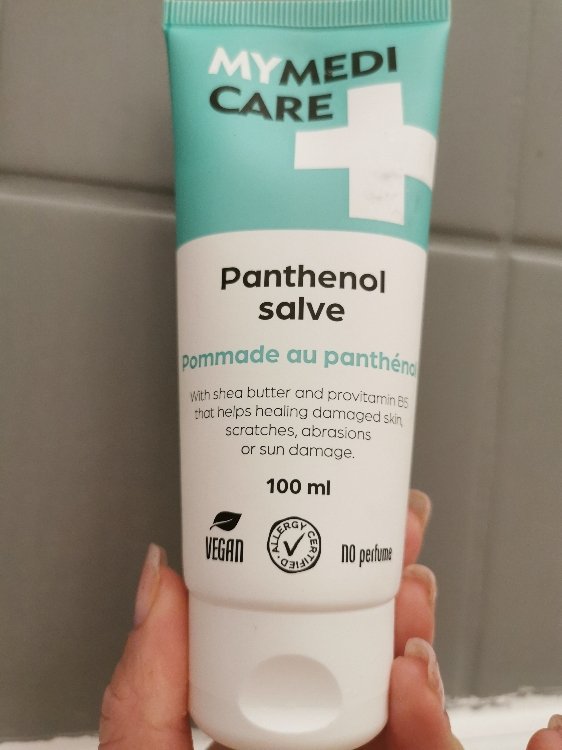 MYMEDI
CARE
Panthenol
salve
Pommade au panthénol
With shea butter and provitamin B5
that helps healing damaged skin,
scratches, abrasions
or sun damage.
100 ml
VEGAN
ALLERGY CERTIFIED
NO perfume